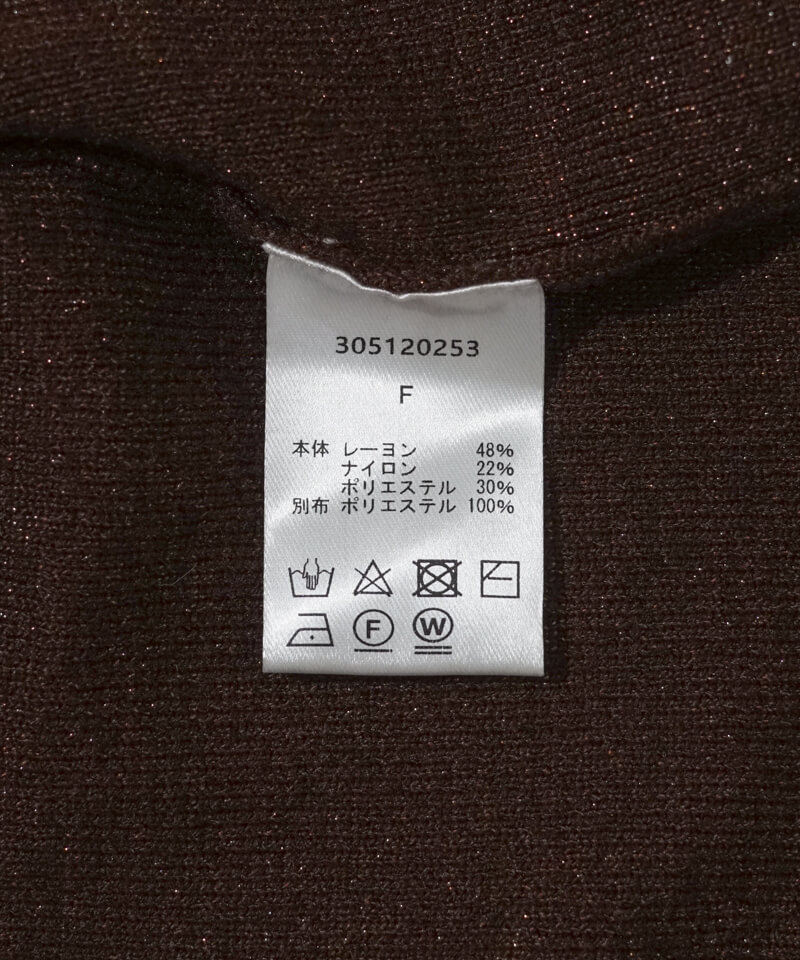 305120253
F
本体 レーヨン 48%
ナイロン 22%
ポリエステル 30%
別布 ポリエステル 100%
F W